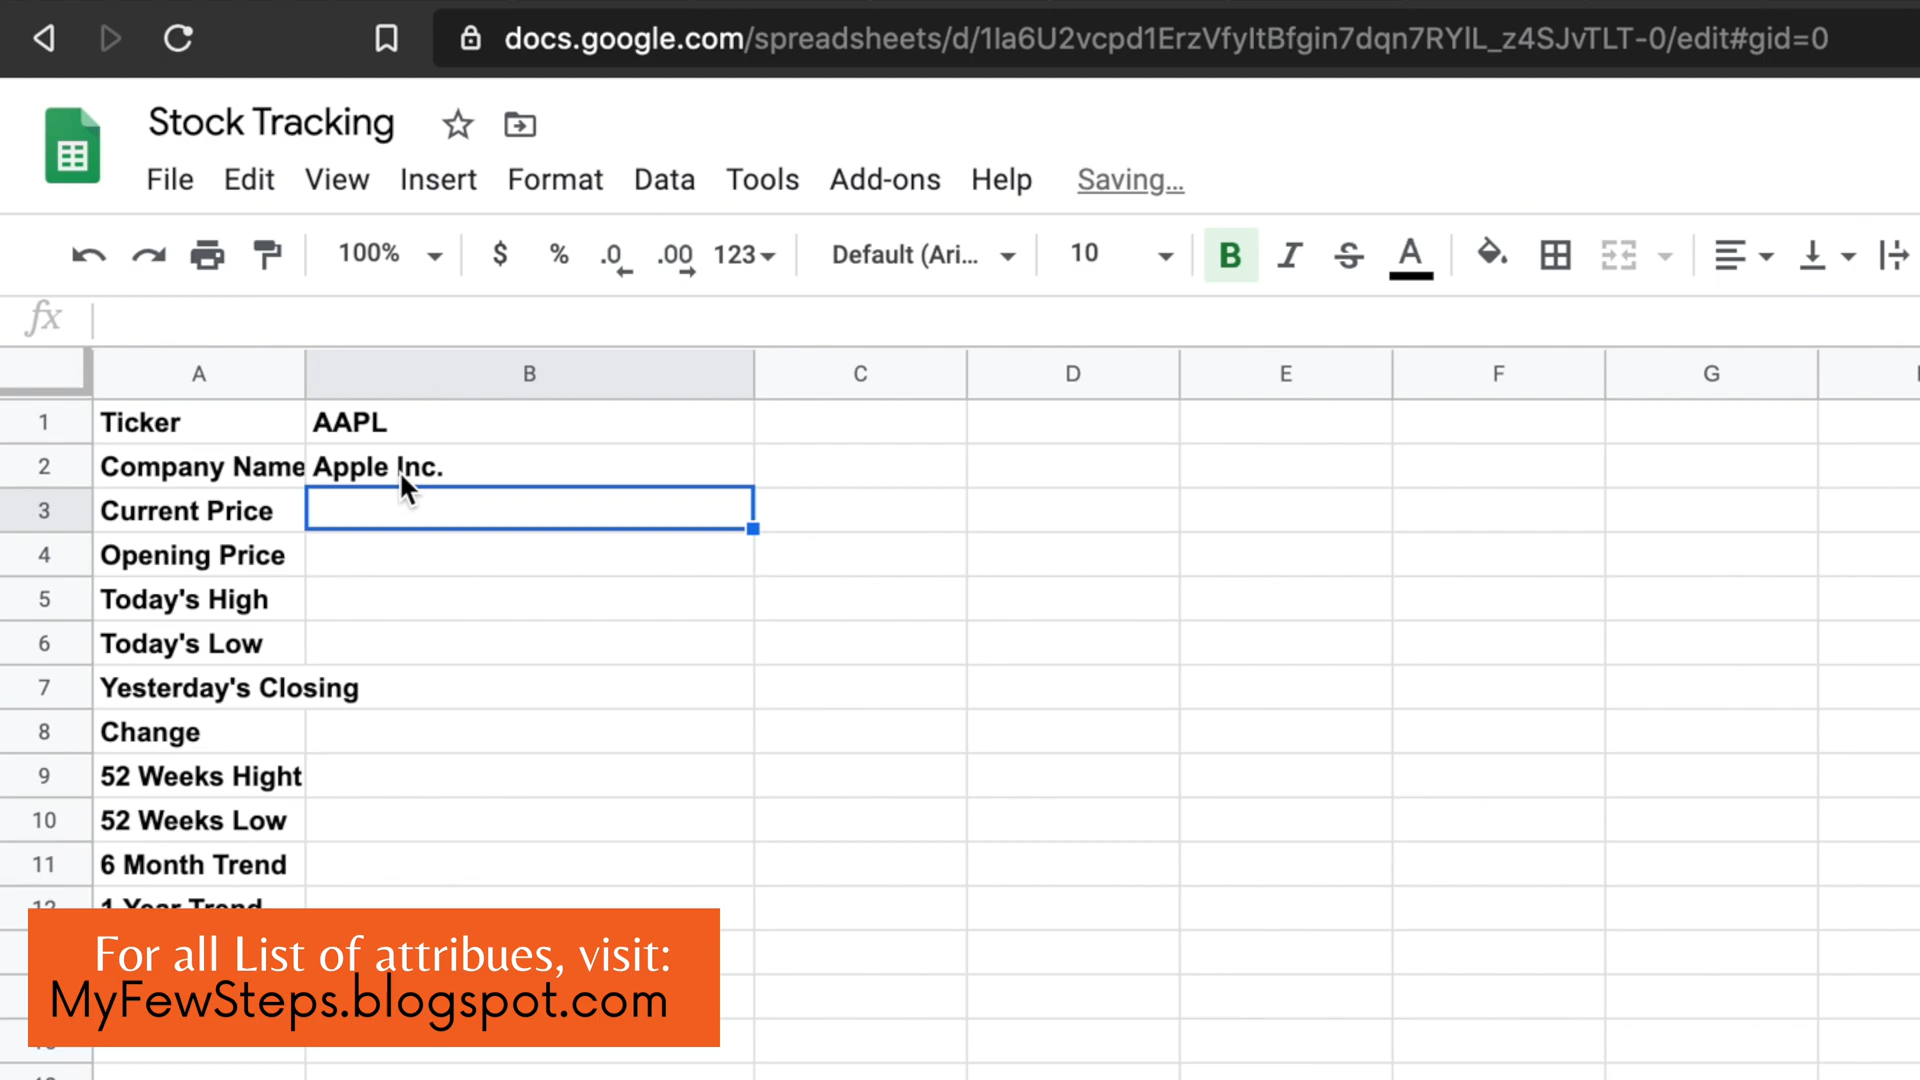 docs.google.com/spreadsheets/d/1Ia6U2vcpd1ErzVfyItBfgin7dqn7RYIL_z4SJvTLT-0/edit#gid=0
Stock Tracking
File Edit View Insert Format Data Tools Add-ons Help Saving...
100% $ % .0 .00 123 Default (Ari... 10 B I S A
fx
A B C D E F G
1 Ticker AAPL
2 Company Name Apple Inc.
3 Current Price
4 Opening Price
5 Today's High
6 Today's Low
7 Yesterday's Closing
8 Change
9 52 Weeks Hight
10 52 Weeks Low
11 6 Month Trend
12 1 Year Trend
For all List of attribues, visit:
MyFewSteps.blogspot.com